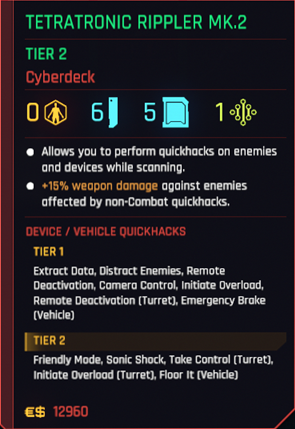 TETRATRONIC RIPPLER MK.2
TIER 2
Cyberdeck
0 6 5 1
Allows you to perform quickhacks on enemies
and devices while scanning.
+15% weapon damage against enemies
affected by non-Combat quickhacks.
DEVICE / VEHICLE QUICKHACKS
TIER 1
Extract Data, Distract Enemies, Remote
Deactivation, Camera Control, Initiate Overload,
Remote Deactivation (Turret), Emergency Brake
(Vehicle)
TIER 2
Friendly Mode, Sonic Shock, Take Control (Turret),
Initiate Overload (Turret), Floor It (Vehicle)
€$ 12960